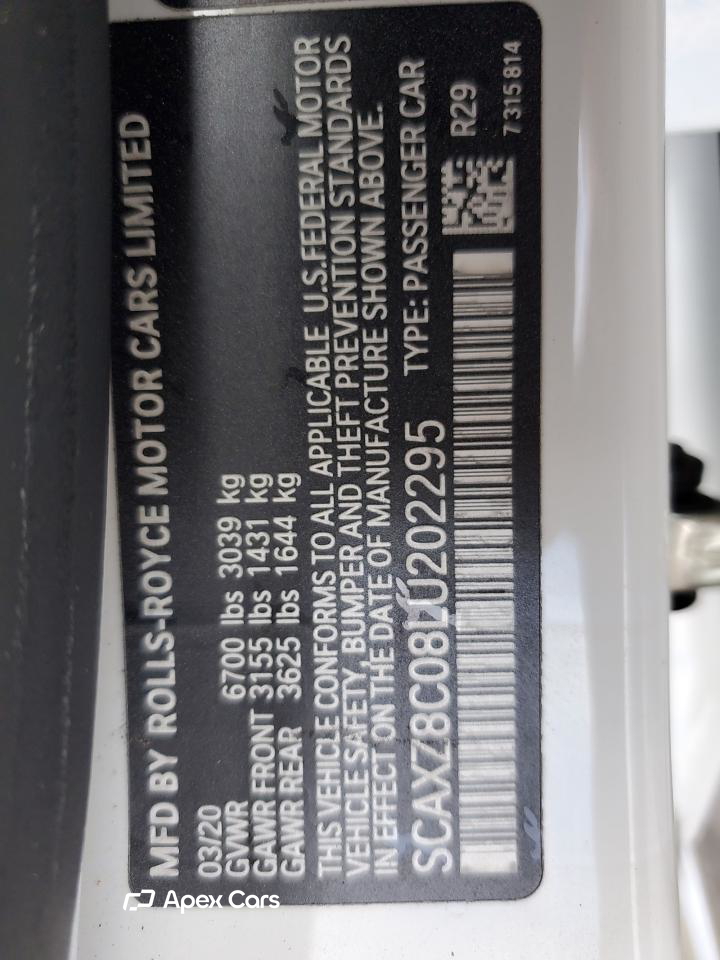 MFD BY ROLLS-ROYCE MOTOR CARS LIMITED
03/20
GVWR 6700 lbs 3039 kg
GAWR FRONT 3155 lbs 1431 kg
GAWR REAR 3625 lbs 1644 kg
THIS VEHICLE CONFORMS TO ALL APPLICABLE U.S.FEDERAL MOTOR
VEHICLE SAFETY, BUMPER AND THEFT PREVENTION STANDARDS
IN EFFECT ON THE DATE OF MANUFACTURE SHOWN ABOVE.
SCAXZ8C08LU202295 TYPE: PASSENGER CAR
R29
7 315 814
Apex Cars